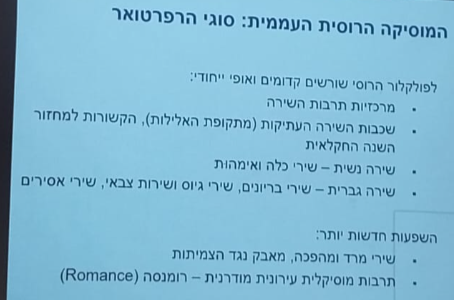 המוסיקה הרוסית העממית: סוגי הרפרטואר
לפולקלור הרוסי שורשים קדומים ואופי ייחודי:
• מרכזיות תרבות השירה
• שכבות השירה העתיקות (מתקופת האלילות), הקשורות למחזור
השנה החקלאית
• שירה נשית – שירי כלה ואימהות
• שירה גברית – שירי בריונים, שירי גיוס ושירות צבאי, שירי אסירים
השפעות חדשות יותר:
• שירי מרד ומהפכה, מאבק נגד הצמיתות
• תרבות מוסיקלית עירונית מודרנית – רומנסה (Romance)